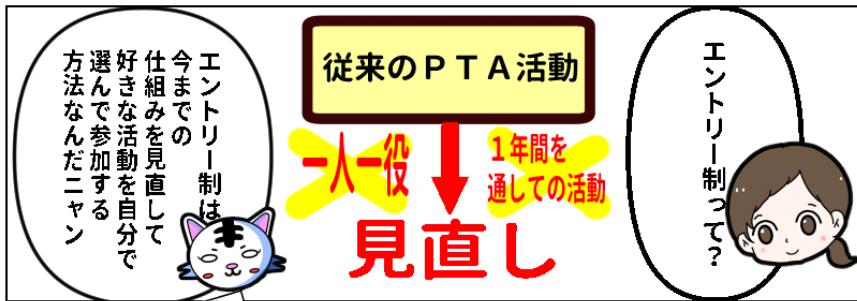 エントリー制って？
従来のＰＴＡ活動
１年間を
通しての活動
一人一役
見直し
エントリー制は
今までの
仕組みを見直して
好きな活動を自分で
選んで参加する
方法なんだニャン